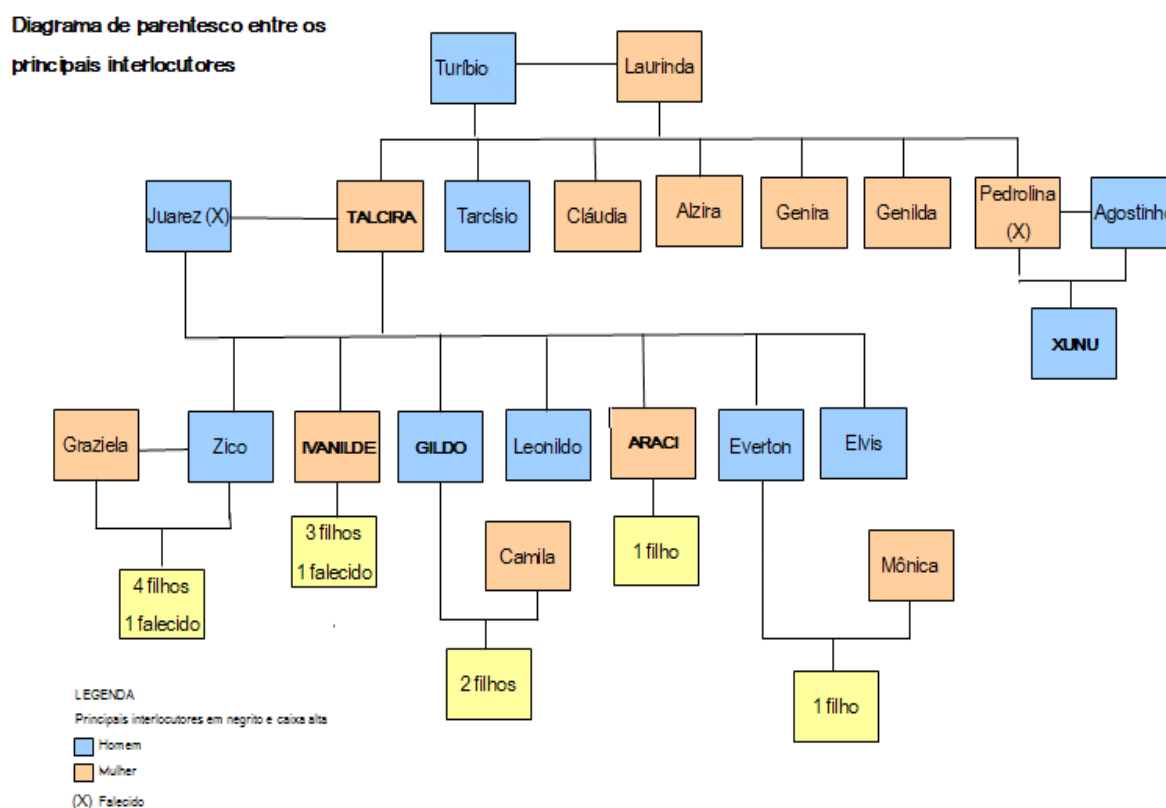 Diagrama de parentesco entre os
principais interlocutores
Turíbio
Laurinda
Juarez (X)
TALCIRA
Tarcísio
Cláudia
Alzira
Genira
Genilda
Pedrolina
(X)
Agostinho
XUNU
Graziela
Zico
IVANILDE
GILDO
Leonildo
ARACI
Everton
Elvis
3 filhos
1 falecido
Camila
1 filho
Mônica
4 filhos
1 falecido
2 filhos
1 filho
LEGENDA
Principais interlocutores em negrito e caixa alta
Homem
Mulher
(X) Falecido